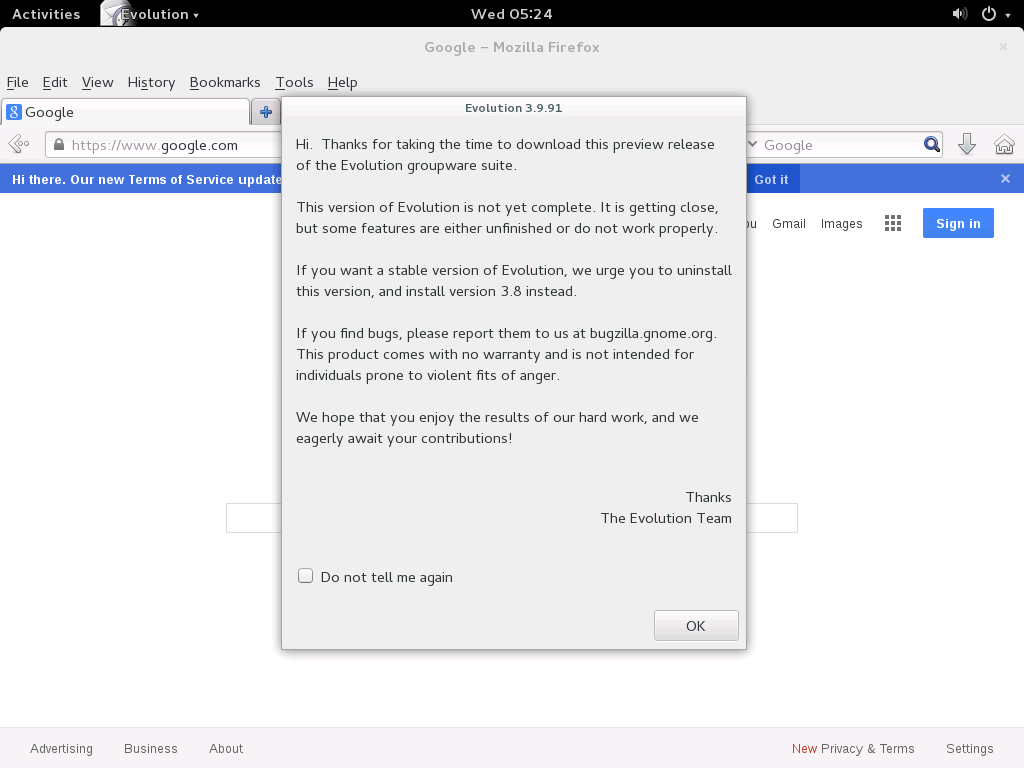 Activities
Evolution
Wed 05:24
Google – Mozilla Firefox
File Edit View History Bookmarks Tools Help
Google
https://www.google.com
Google
Hi there. Our new Terms of Service
Got it
Gmail Images
Sign in
Evolution 3.9.91
Hi.  Thanks for taking the time to download this preview release
of the Evolution groupware suite.
This version of Evolution is not yet complete. It is getting close,
but some features are either unfinished or do not work properly.
If you want a stable version of Evolution, we urge you to uninstall
this version, and install version 3.8 instead.
If you find bugs, please report them to us at bugzilla.gnome.org.
This product comes with no warranty and is not intended for
individuals prone to violent fits of anger.
We hope that you enjoy the results of our hard work, and we
eagerly await your contributions!
Thanks
The Evolution Team
Do not tell me again
OK
Advertising Business About
New Privacy & Terms Settings